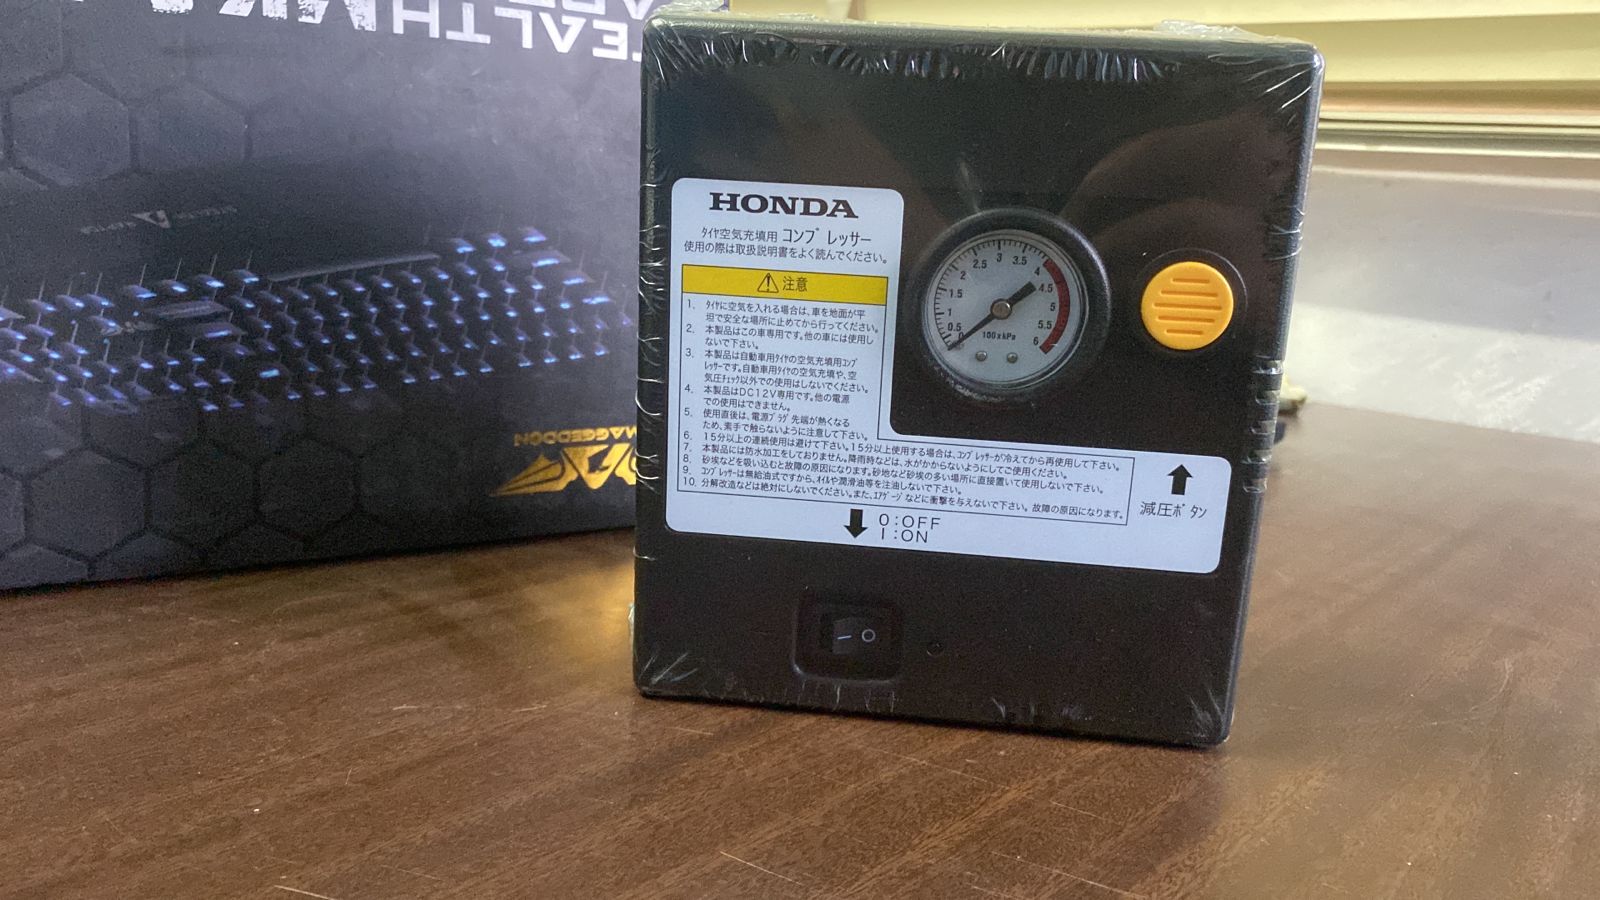 HONDA
タイヤ空気充填用 コンプレッサー
使用の際は取扱説明書をよく読んでください。
注意
1. タイヤに空気を入れる場合は、車を地面が平
坦で安全な場所に止めてから行ってください。
2. 本製品はこの車専用です。他の車には使用し
ないで下さい。
3. 本製品は自動車用タイヤの空気充填用コンプ
レッサーです。自動車用タイヤの空気充填や、空
気圧チェック以外での使用はしないでください。
4. 本製品はDC12V専用です。他の電源
での使用はできません。
5. 使用直後は、電源プラグ先端が熱くなる
ため、素手で触らないように注意して下さい。
6. 15分以上の連続使用は避けて下さい。15分以上使用する場合は、コンプレッサーが冷えてから再使用して下さい。
7. 本製品には防水加工をしておりません。降雨時などは、水がかからないようにしてご使用ください。
8. 砂埃などを吸い込むと故障の原因になります。砂地など砂埃の多い場所に直接置いて使用しないで下さい。
9. コンプレッサーは無給油式ですから、オイルや潤滑油等を注油しないで下さい。
10. 分解改造などは絶対にしないでください。また、エアゲージなどに衝撃を与えないで下さい。故障の原因になります。
減圧ボタン
0:OFF
I:ON
0 0.5 1 1.5 2 2.5 3 3.5 4 4.5 5 5.5 6
100xkPa